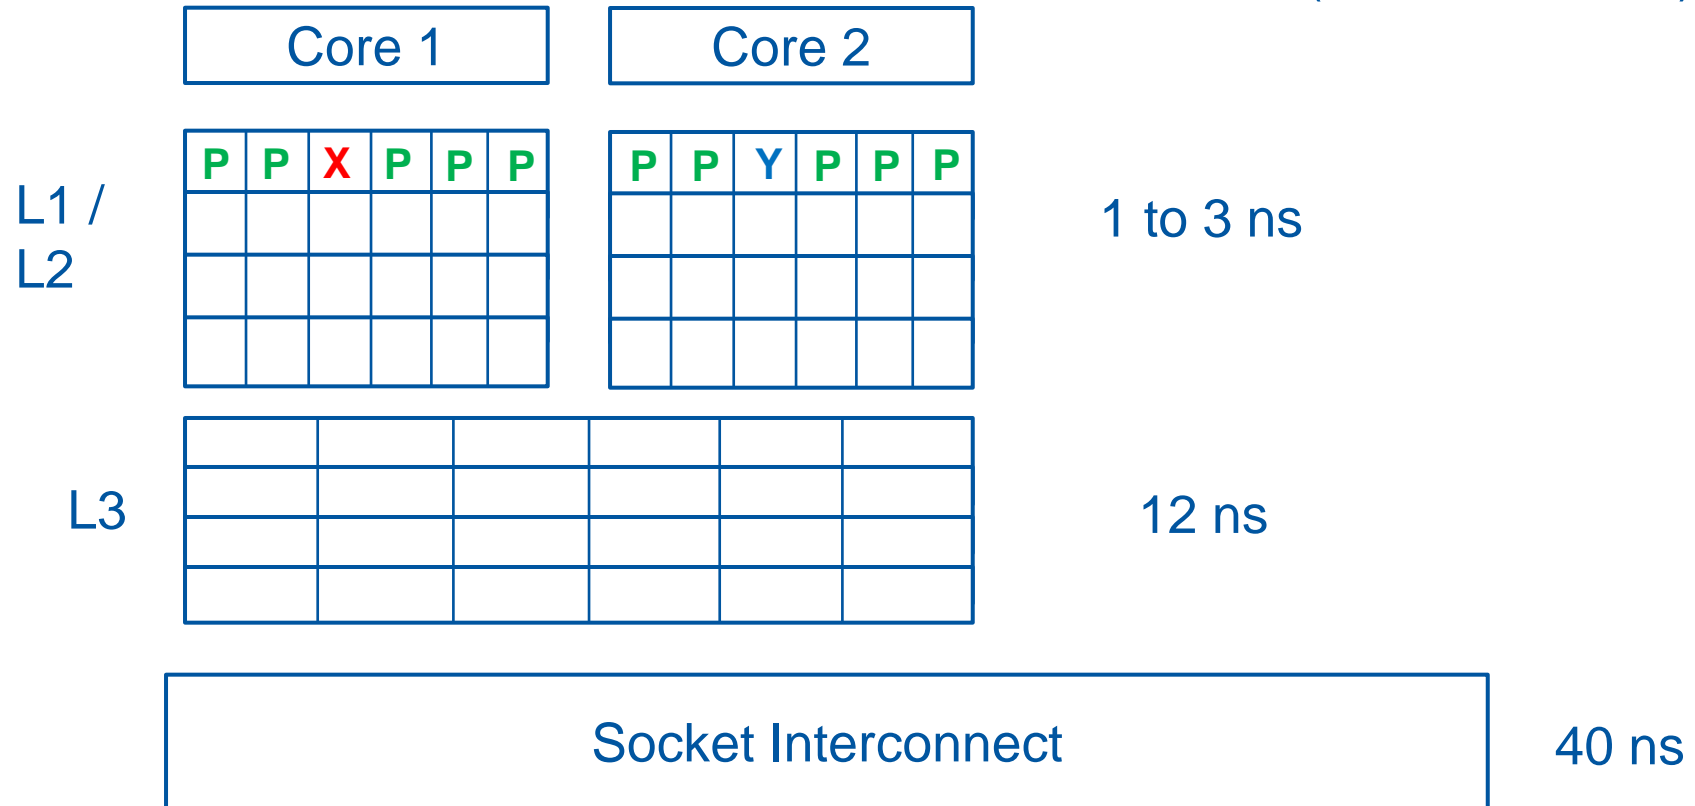 Core 1 Core 2
P P X P P P P P Y P P P
L1 /
L2
1 to 3 ns
L3
12 ns
Socket Interconnect
40 ns